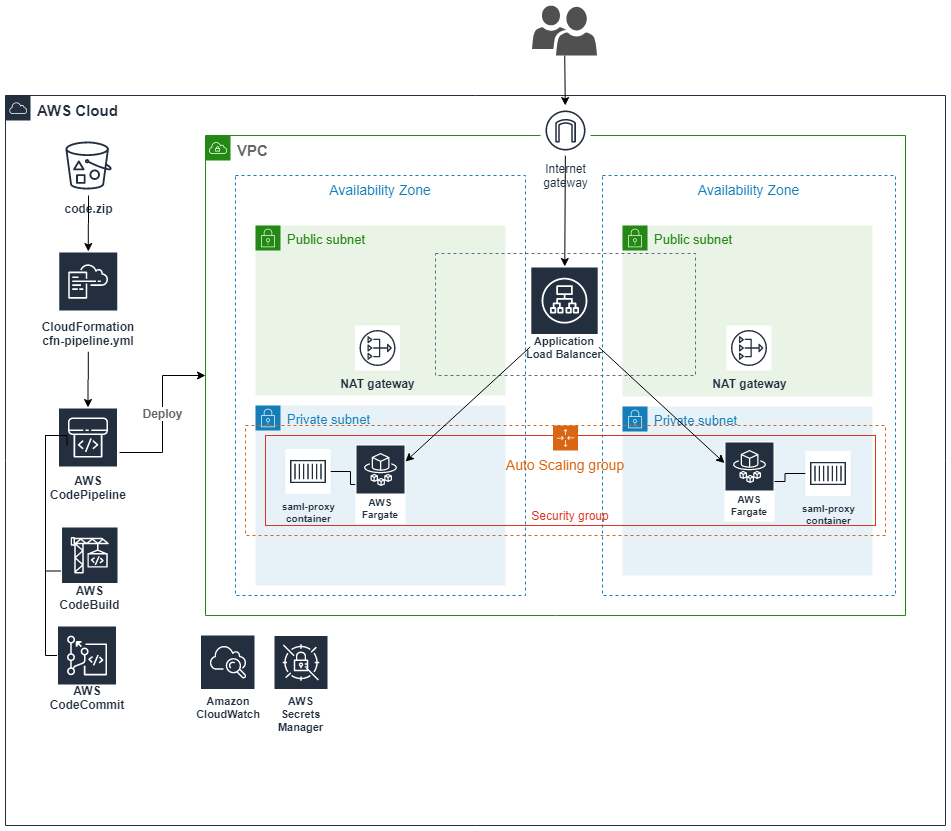 AWS Cloud
code.zip
CloudFormation
cfn-pipeline.yml
AWS
CodePipeline
AWS
CodeBuild
AWS
CodeCommit
Deploy
VPC
Internet
gateway
Availability Zone
Availability Zone
Public subnet
Public subnet
Application
Load Balancer
NAT gateway
NAT gateway
Private subnet
Private subnet
Auto Scaling group
saml-proxy
container
AWS
Fargate
Security group
AWS
Fargate
saml-proxy
container
Amazon
CloudWatch
AWS
Secrets
Manager